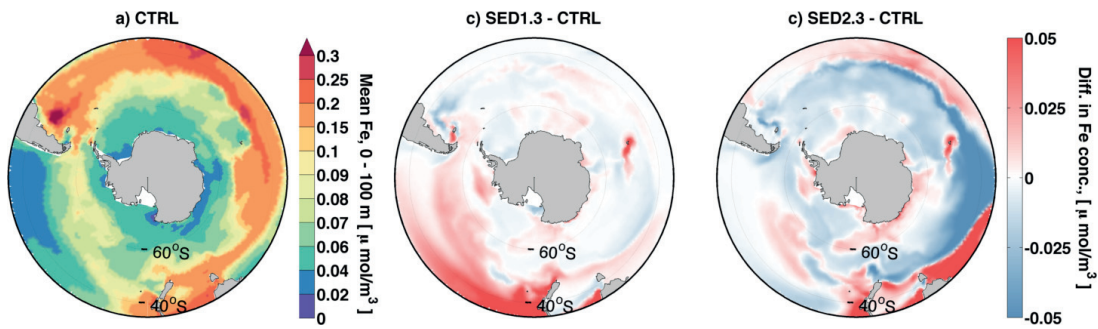 a) CTRL
c) SED1.3 - CTRL
c) SED2.3 - CTRL
0.3
0.25
0.2
0.15
0.1
0.09
0.08
0.07
0.06
0.04
0.02
0
Mean Fe, 0 - 100 m [ μ mol/m³ ]
60°S
40°S
60°S
40°S
60°S
40°S
0.05
0.025
0
-0.025
-0.05
Diff. in Fe conc., [ μ mol/m³ ]